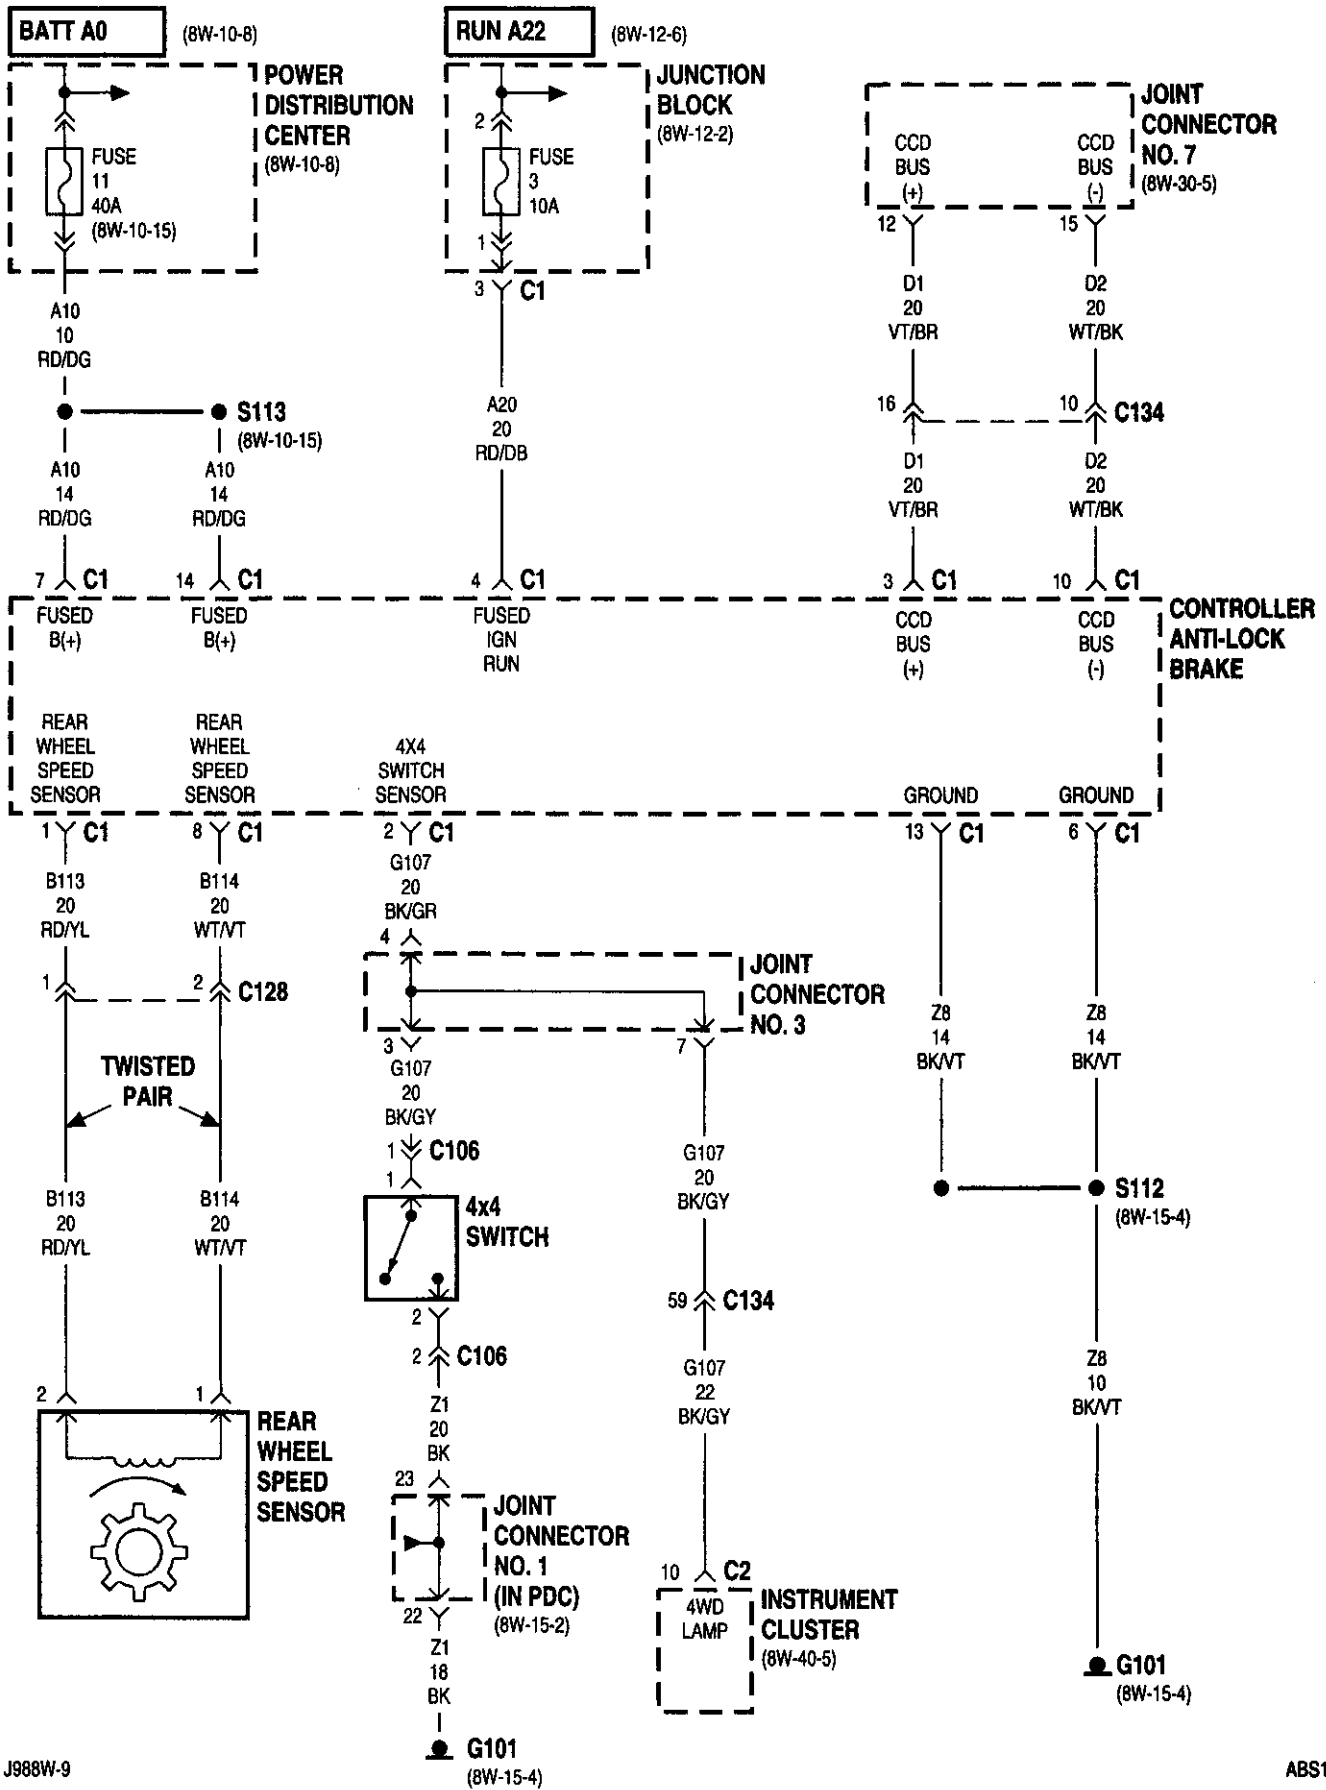 BATT A0
(8W-10-8)
RUN A22
(8W-12-6)
POWER
DISTRIBUTION
CENTER
(8W-10-8)
FUSE
11
40A
(8W-10-15)
JUNCTION
BLOCK
(8W-12-2)
2
FUSE
3
10A
1
3
C1
JOINT
CONNECTOR
NO. 7
(8W-30-5)
CCD
BUS
(+)
CCD
BUS
(-)
12
15
A10
10
RD/DG
S113
(8W-10-15)
A10
14
RD/DG
A10
14
RD/DG
A20
20
RD/DB
D1
20
VT/BR
D2
20
WT/BK
16
10
C134
D1
20
VT/BR
D2
20
WT/BK
7
C1
14
C1
4
C1
3
C1
10
C1
FUSED
B(+)
FUSED
B(+)
FUSED
IGN
RUN
CCD
BUS
(+)
CCD
BUS
(-)
CONTROLLER
ANTI-LOCK
BRAKE
REAR
WHEEL
SPEED
SENSOR
REAR
WHEEL
SPEED
SENSOR
4X4
SWITCH
SENSOR
GROUND
GROUND
1
C1
8
C1
2
C1
13
C1
6
C1
B113
20
RD/YL
B114
20
WT/VT
G107
20
BK/GR
4
1
2
C128
JOINT
CONNECTOR
NO. 3
3
7
TWISTED
PAIR
G107
20
BK/GY
Z8
14
BK/VT
Z8
14
BK/VT
1
C106
1
4x4
SWITCH
G107
20
BK/GY
S112
(8W-15-4)
B113
20
RD/YL
B114
20
WT/VT
2
2
C106
59
C134
Z1
20
BK
G107
22
BK/GY
Z8
10
BK/VT
2
1
REAR
WHEEL
SPEED
SENSOR
23
JOINT
CONNECTOR
NO. 1
(IN PDC)
(8W-15-2)
22
10
C2
4WD
LAMP
INSTRUMENT
CLUSTER
(8W-40-5)
Z1
18
BK
G101
(8W-15-4)
G101
(8W-15-4)
J988W-9
ABS1